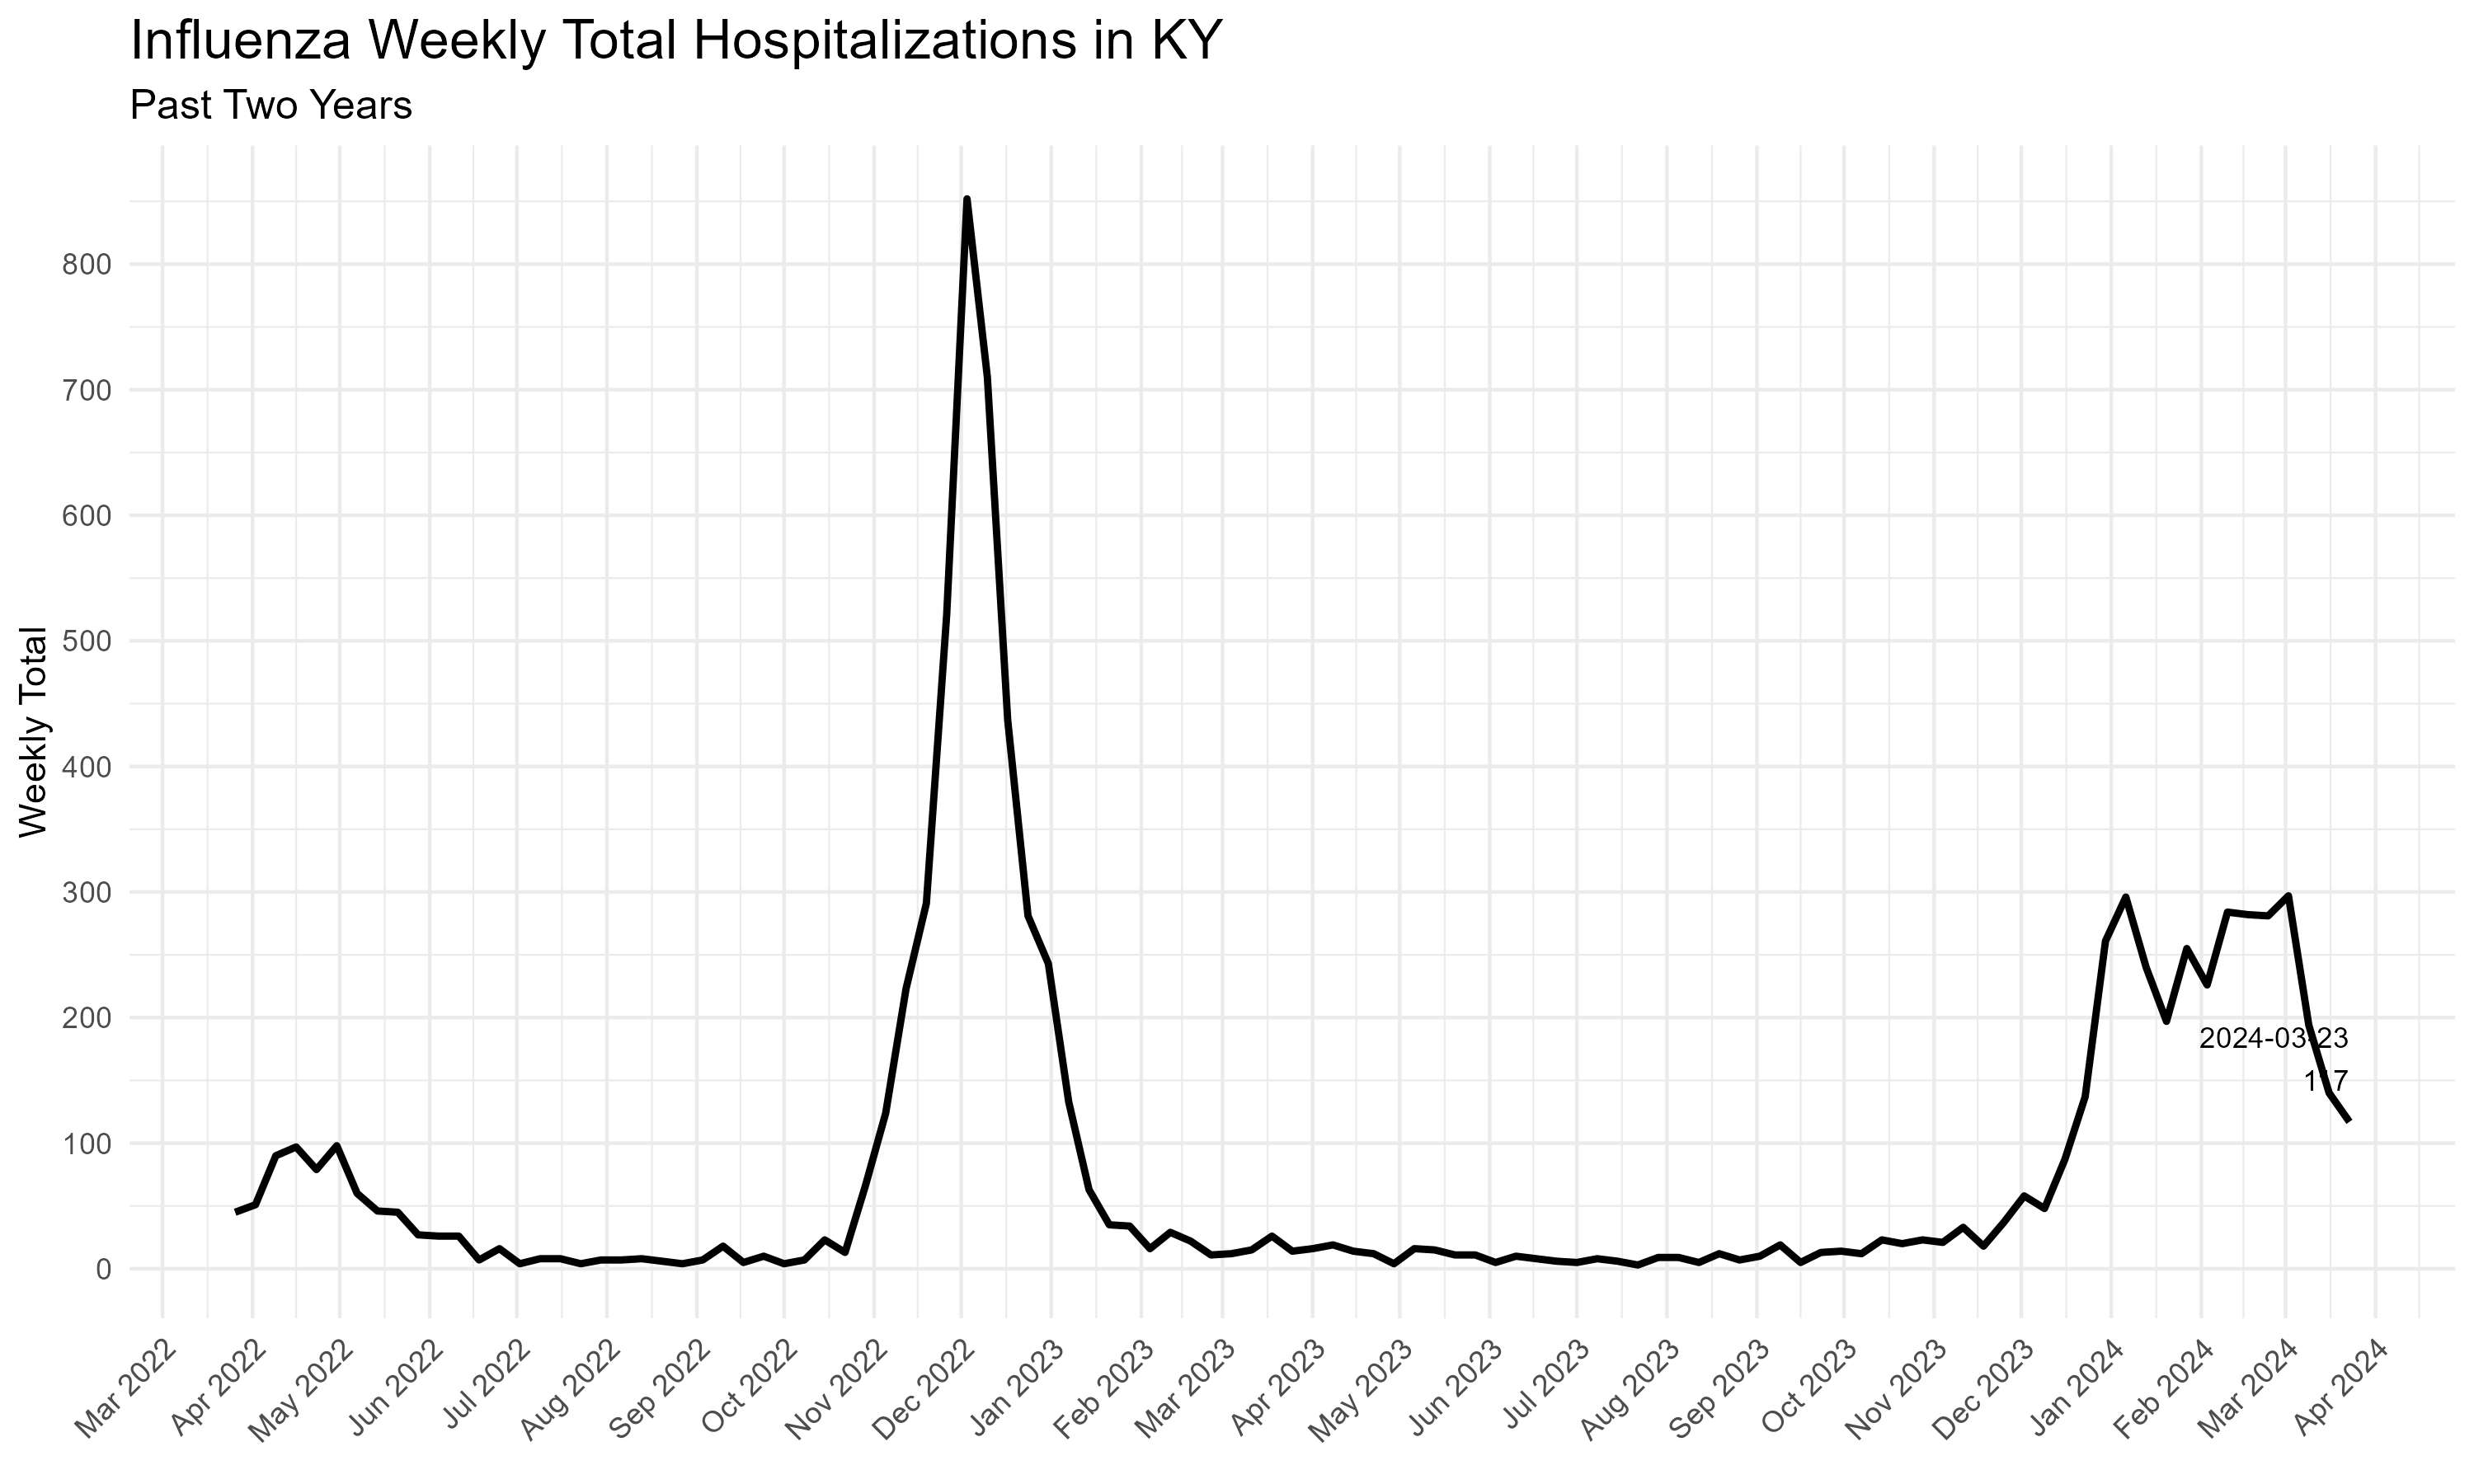 Influenza Weekly Total Hospitalizations in KY
Past Two Years
Weekly Total
800
700
600
500
400
300
200
100
0
2024-03-23
Mar 2022
Apr 2022
May 2022
Jun 2022
Jul 2022
Aug 2022
Sep 2022
Oct 2022
Nov 2022
Dec 2022
Jan 2023
Feb 2023
Mar 2023
Apr 2023
May 2023
Jun 2023
Jul 2023
Aug 2023
Sep 2023
Oct 2023
Nov 2023
Dec 2023
Jan 2024
Feb 2024
Mar 2024
Apr 2024